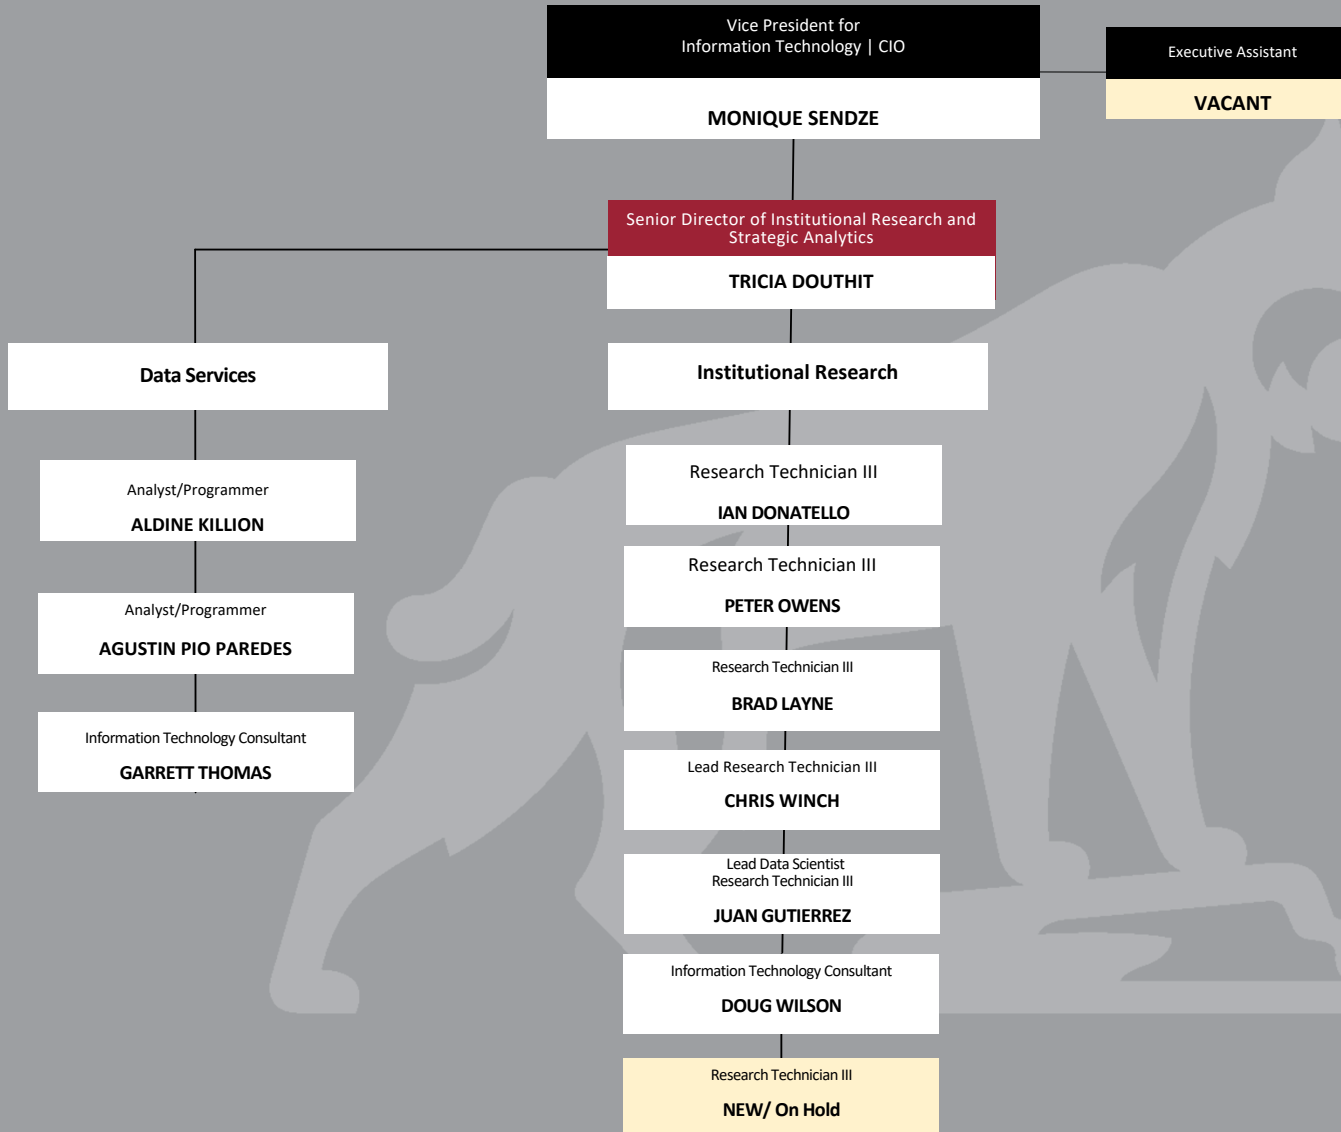 Vice President for
Information Technology | CIO
MONIQUE SENDZE
Executive Assistant
VACANT
Senior Director of Institutional Research and
Strategic Analytics
TRICIA DOUTHIT
Data Services
Analyst/Programmer
ALDINE KILLION
Analyst/Programmer
AGUSTIN PIO PAREDES
Information Technology Consultant
GARRETT THOMAS
Institutional Research
Research Technician III
IAN DONATELLO
Research Technician III
PETER OWENS
Research Technician III
BRAD LAYNE
Lead Research Technician III
CHRIS WINCH
Lead Data Scientist
Research Technician III
JUAN GUTIERREZ
Information Technology Consultant
DOUG WILSON
Research Technician III
NEW/ On Hold